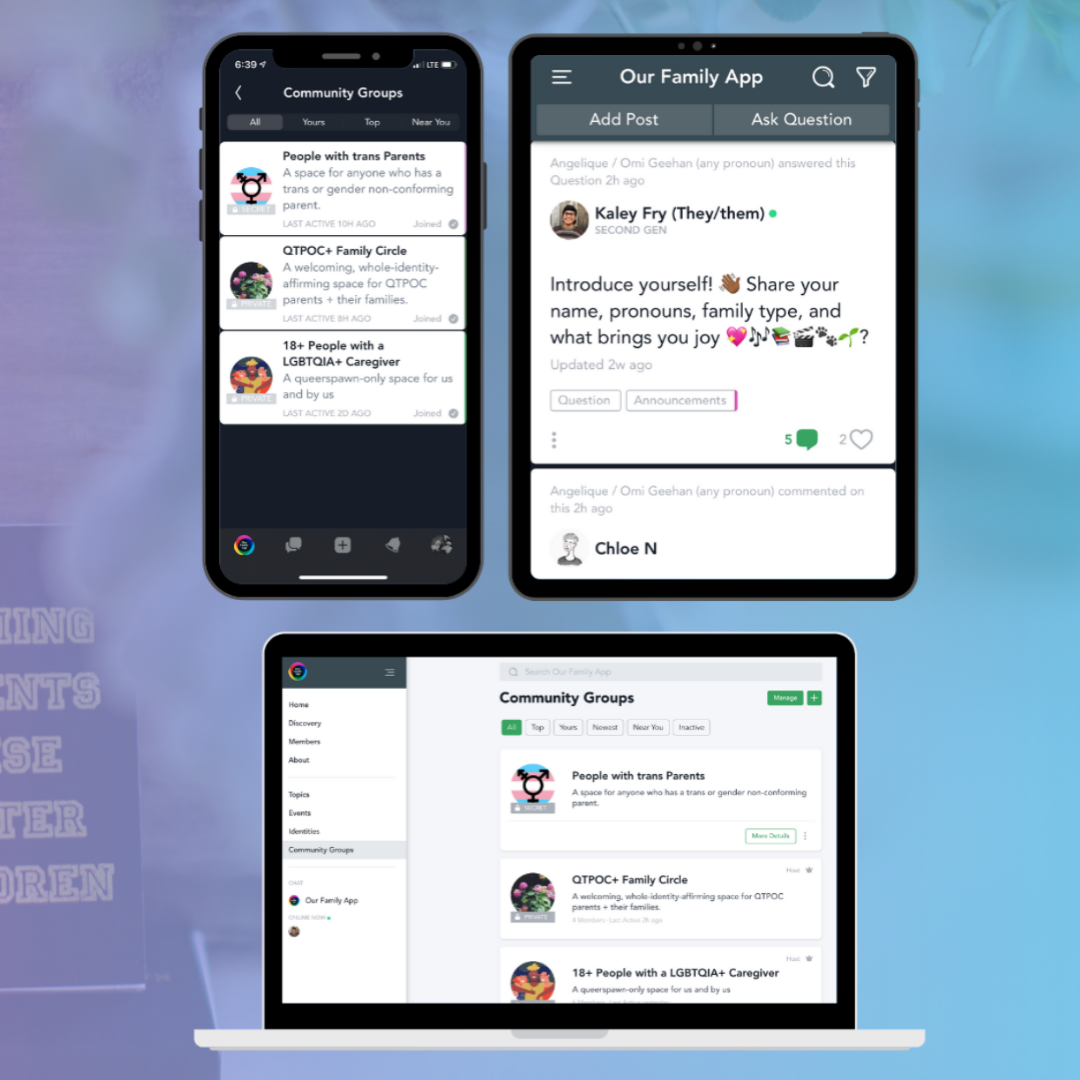 6:39
LTE
Community Groups
All Yours Top Near You
People with trans Parents
A space for anyone who has a
trans or gender non-conforming
parent.
SECRET
LAST ACTIVE 10H AGO Joined
QTPOC+ Family Circle
A welcoming, whole-identity-
affirming space for QTPOC
parents + their families.
PRIVATE
LAST ACTIVE 8H AGO Joined
18+ People with a
LGBTQIA+ Caregiver
A queerspawn-only space for us
and by us
PRIVATE
LAST ACTIVE 2D AGO Joined
Our Family App
Add Post Ask Question
Angelique / Omi Geehan (any pronoun) answered this
Question 2h ago
Kaley Fry (They/them)
SECOND GEN
Introduce yourself! 👋🏾 Share your
name, pronouns, family type, and
what brings you joy 💖🎶📚🎬🐾🌱?
Updated 2w ago
Question Announcements
5 2
Angelique / Omi Geehan (any pronoun) commented on
this 2h ago
Chloe N
Home
Discovery
Members
About
Topics
Events
Identities
Community Groups
CHAT
Our Family App
ONLINE NOW
Search Our Family App
Community Groups Manage +
All Top Yours Newest Near You Inactive
People with trans Parents
A space for anyone who has a trans or gender non-conforming
parent.
SECRET
More Details
Host
QTPOC+ Family Circle
A welcoming, whole-identity-affirming space for QTPOC
parents + their families.
4 Members · Last Active 2h ago
PRIVATE
Host
18+ People with a LGBTQIA+ Caregiver
A queerspawn-only space for us and by us
ENTS
ESE
TER
DREN